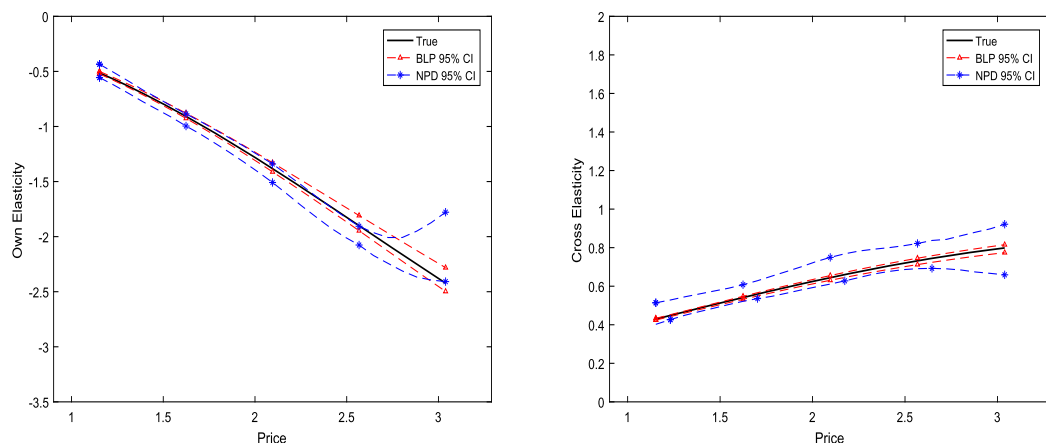 0
-0.5
-1
-1.5
-2
-2.5
-3
-3.5
Own Elasticity
1
1.5
2
2.5
3
Price
True
BLP 95% CI
NPD 95% CI
2
1.8
1.6
1.4
1.2
1
0.8
0.6
0.4
0.2
0
Cross Elasticity
1
1.5
2
2.5
3
Price
True
BLP 95% CI
NPD 95% CI